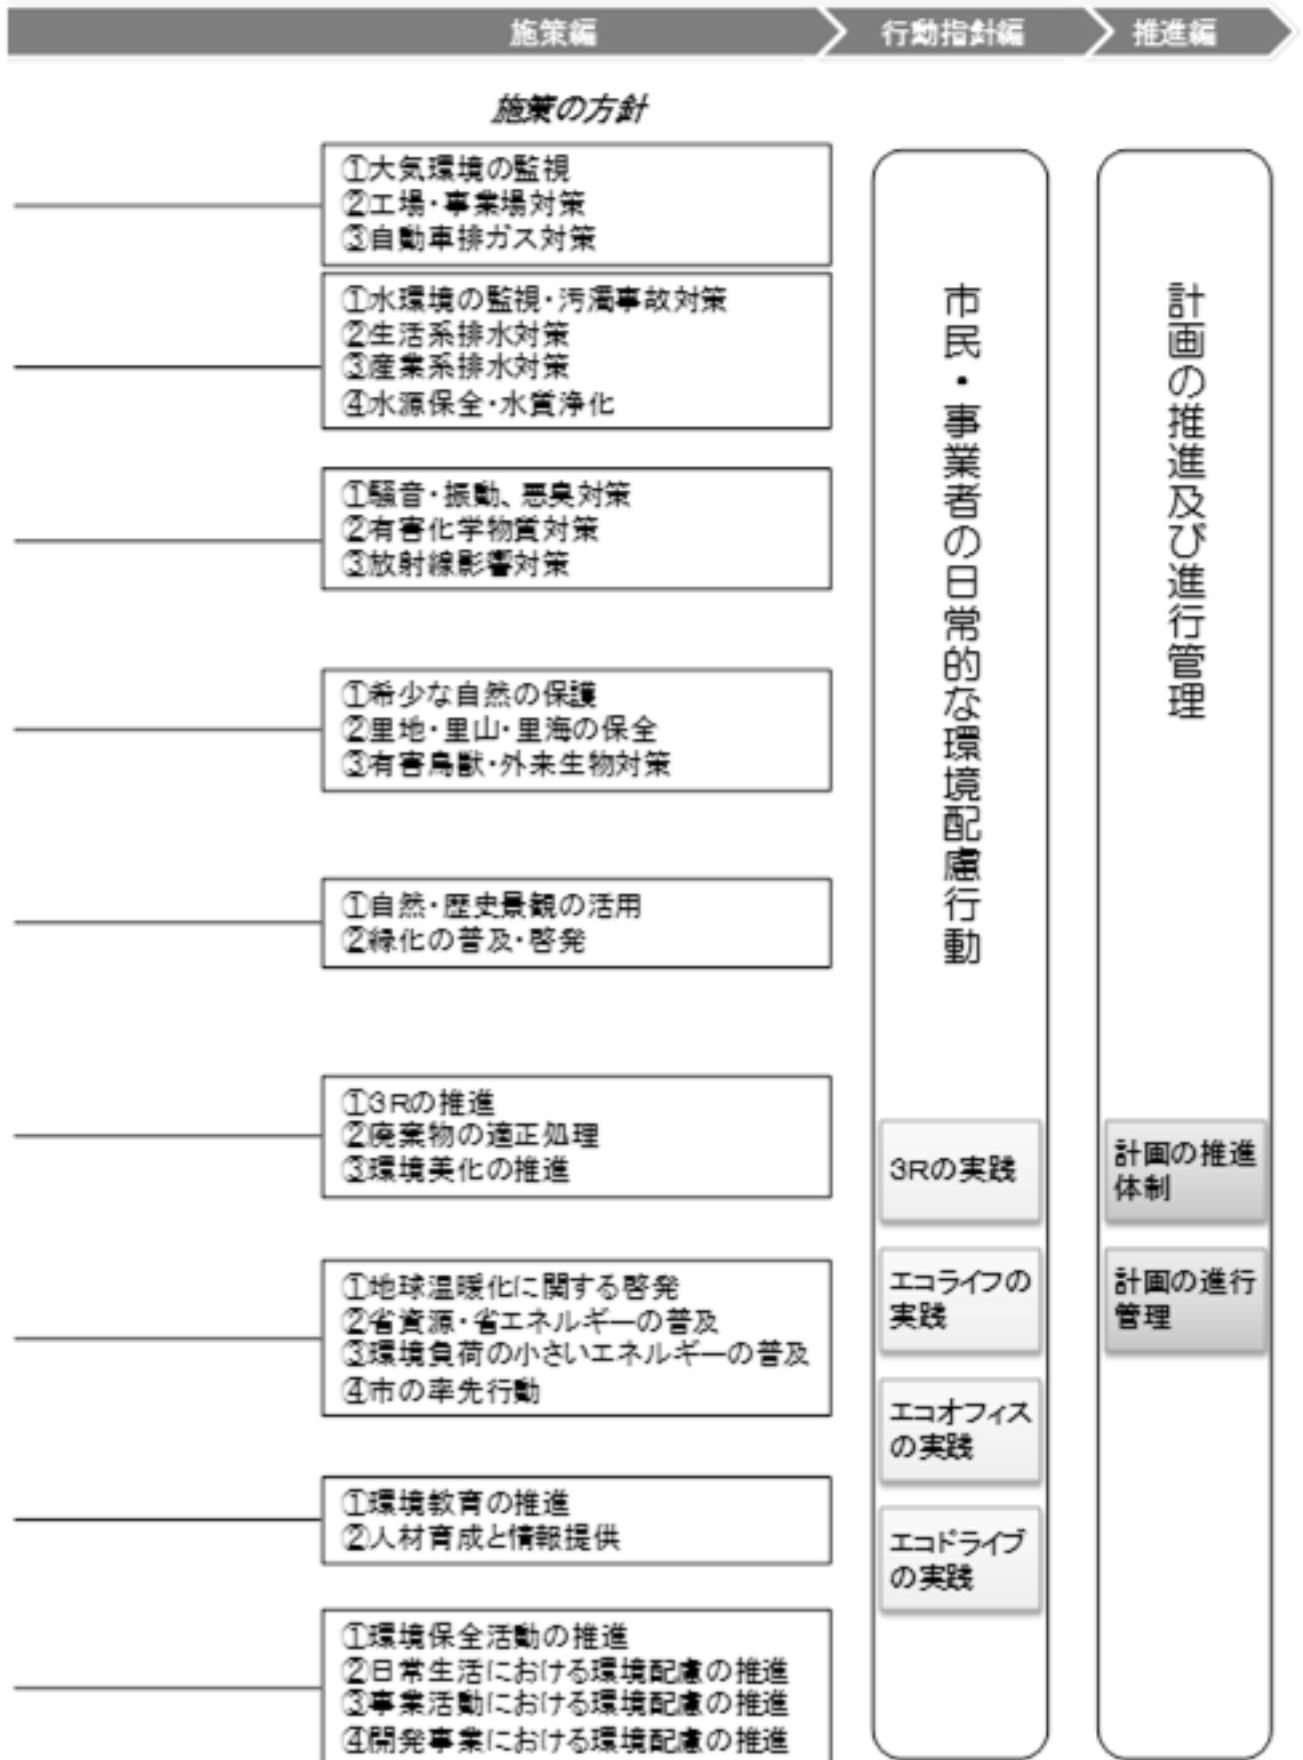 施策編
行動指針編
推進編
施策の方針
①大気環境の監視
②工場・事業場対策
③自動車排ガス対策
①水環境の監視・汚濁事故対策
②生活系排水対策
③産業系排水対策
④水源保全・水質浄化
①騒音・振動、悪臭対策
②有害化学物質対策
③放射線影響対策
①希少な自然の保護
②里地・里山・里海の保全
③有害鳥獣・外来生物対策
①自然・歴史景観の活用
②緑化の普及・啓発
①3Rの推進
②廃棄物の適正処理
③環境美化の推進
①地球温暖化に関する啓発
②省資源・省エネルギーの普及
③環境負荷の小さいエネルギーの普及
④市の率先行動
①環境教育の推進
②人材育成と情報提供
①環境保全活動の推進
②日常生活における環境配慮の推進
③事業活動における環境配慮の推進
④開発事業における環境配慮の推進
市民・事業者の日常的な環境配慮行動
3Rの実践
エコライフの
実践
エコオフィス
の実践
エコドライブ
の実践
計画の推進及び進行管理
計画の推進
体制
計画の進行
管理